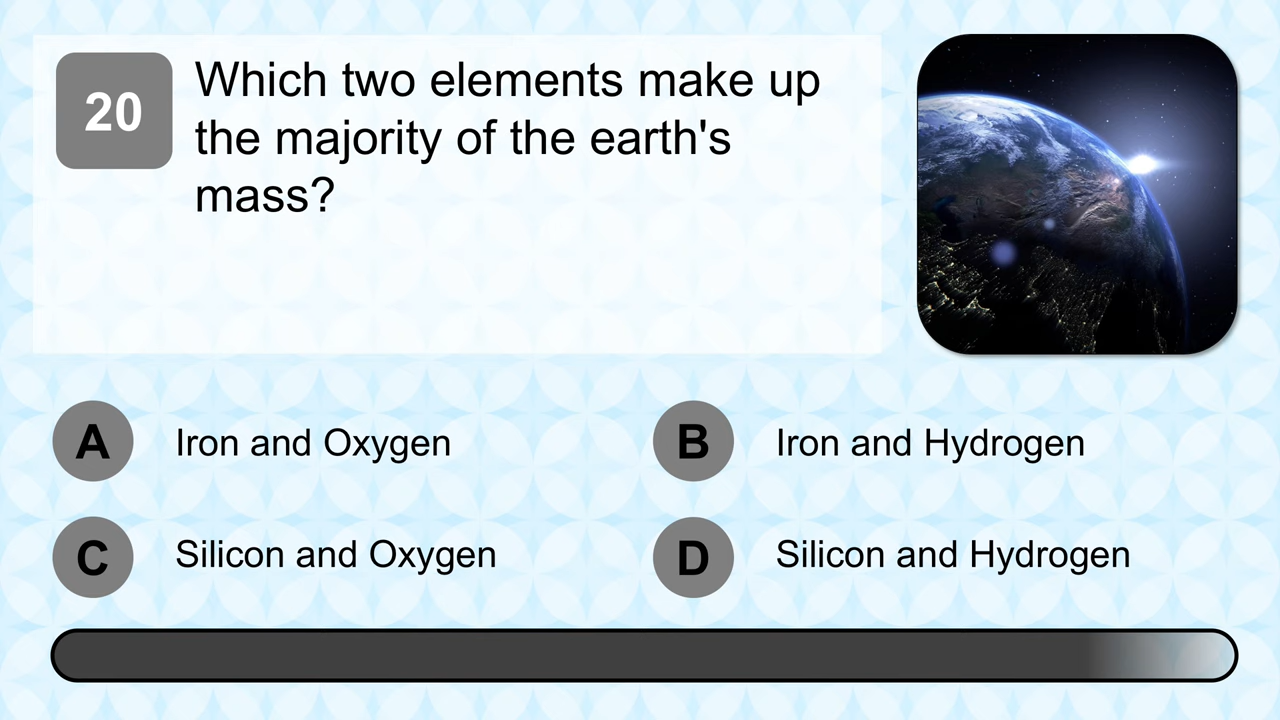 20
Which two elements make up
the majority of the earth's
mass?
A
Iron and Oxygen
B
Iron and Hydrogen
C
Silicon and Oxygen
D
Silicon and Hydrogen